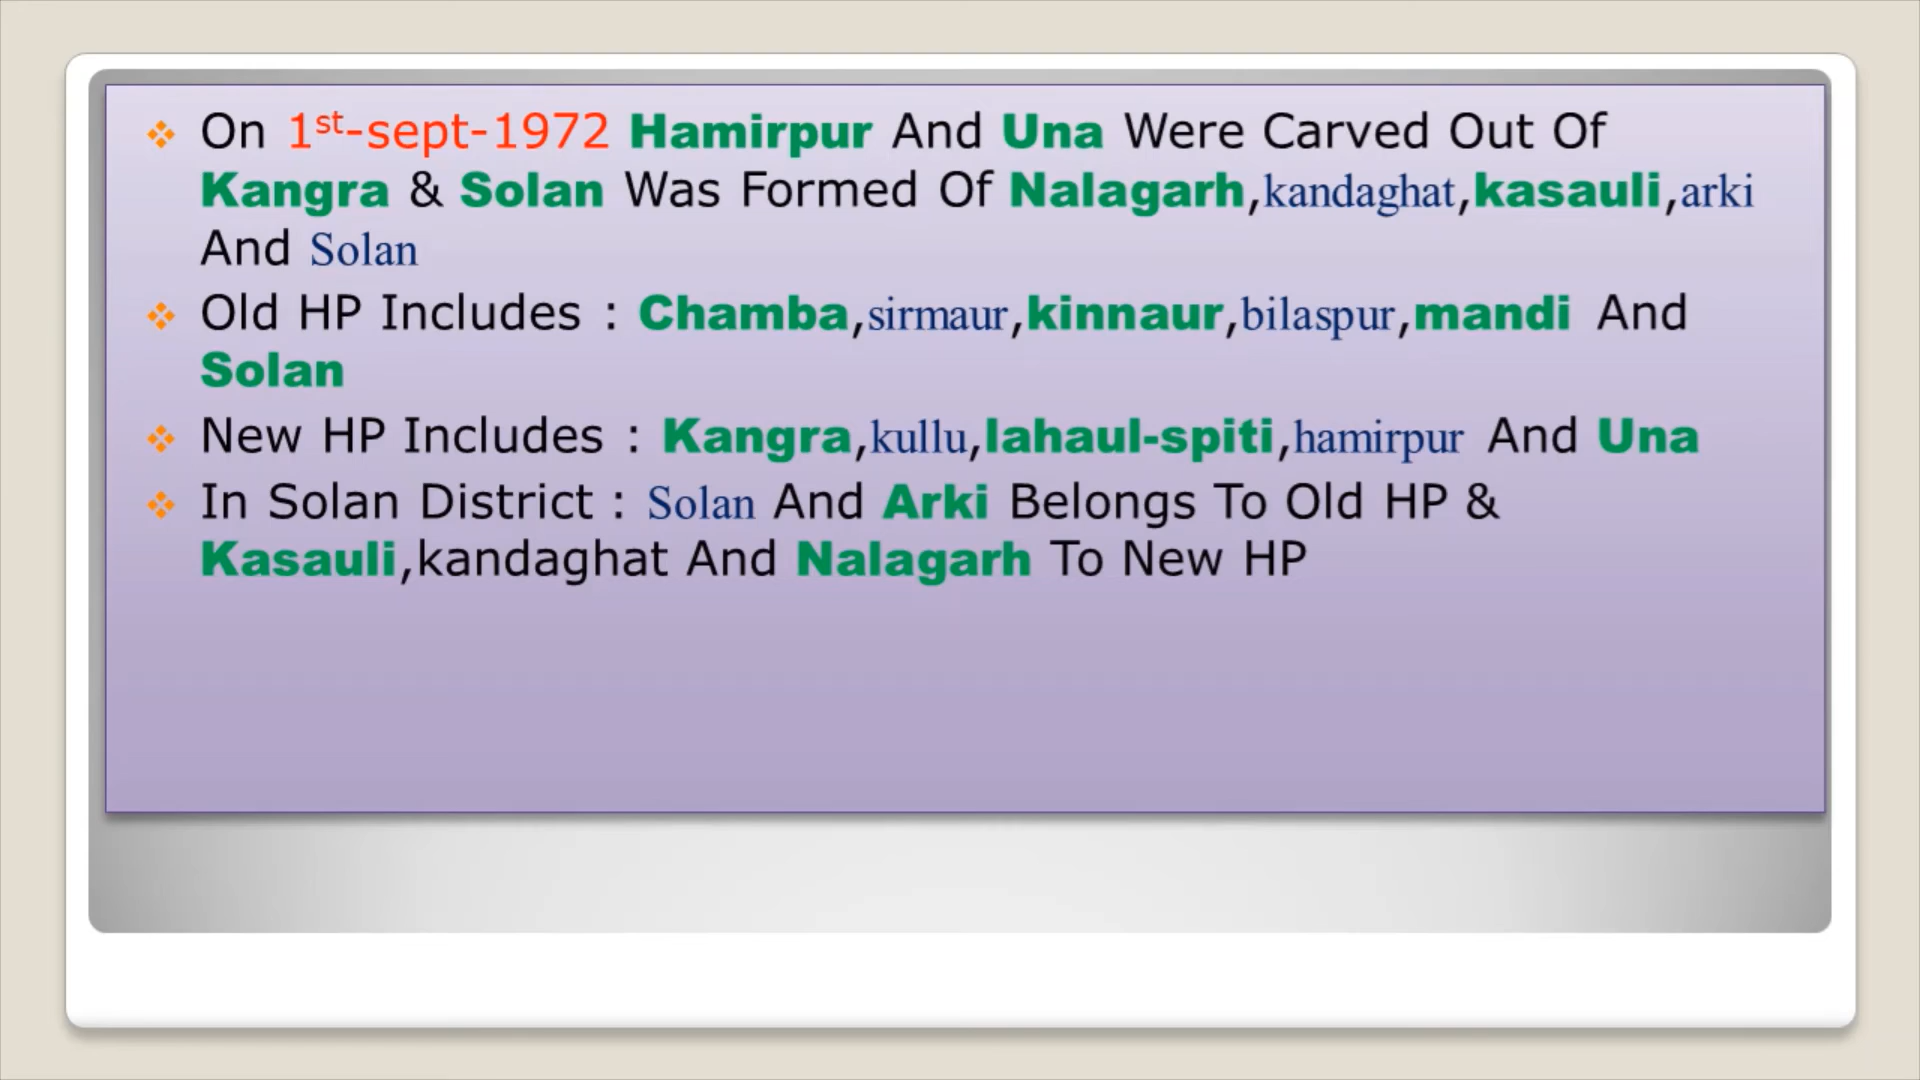 On 1st-sept-1972 Hamirpur And Una Were Carved Out Of
Kangra & Solan Was Formed Of Nalagarh,kandaghat,kasauli,arki
And Solan
Old HP Includes : Chamba,sirmaur,kinnaur,bilaspur,mandi And
Solan
New HP Includes : Kangra,kullu,lahaul-spiti,hamirpur And Una
In Solan District : Solan And Arki Belongs To Old HP &
Kasauli,kandaghat And Nalagarh To New HP